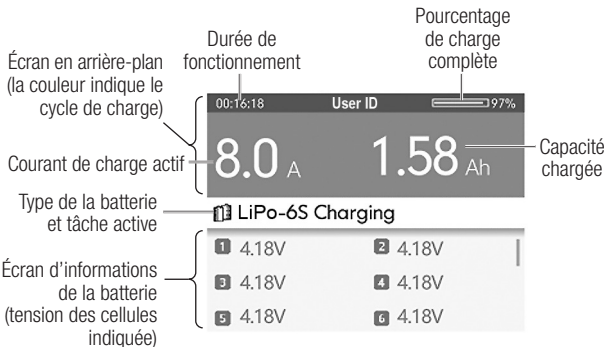 Durée de
fonctionnement
Pourcentage
de charge
complète
Écran en arrière-plan
(la couleur indique le
cycle de charge)
00:16:18 User ID 97%
Courant de charge actif
8.0 A 1.58 Ah
Capacité
chargée
Type de la batterie
et tâche active
LiPo-6S Charging
Écran d’informations
de la batterie
(tension des cellules
indiquée)
1 4.18V 2 4.18V
3 4.18V 4 4.18V
5 4.18V 6 4.18V